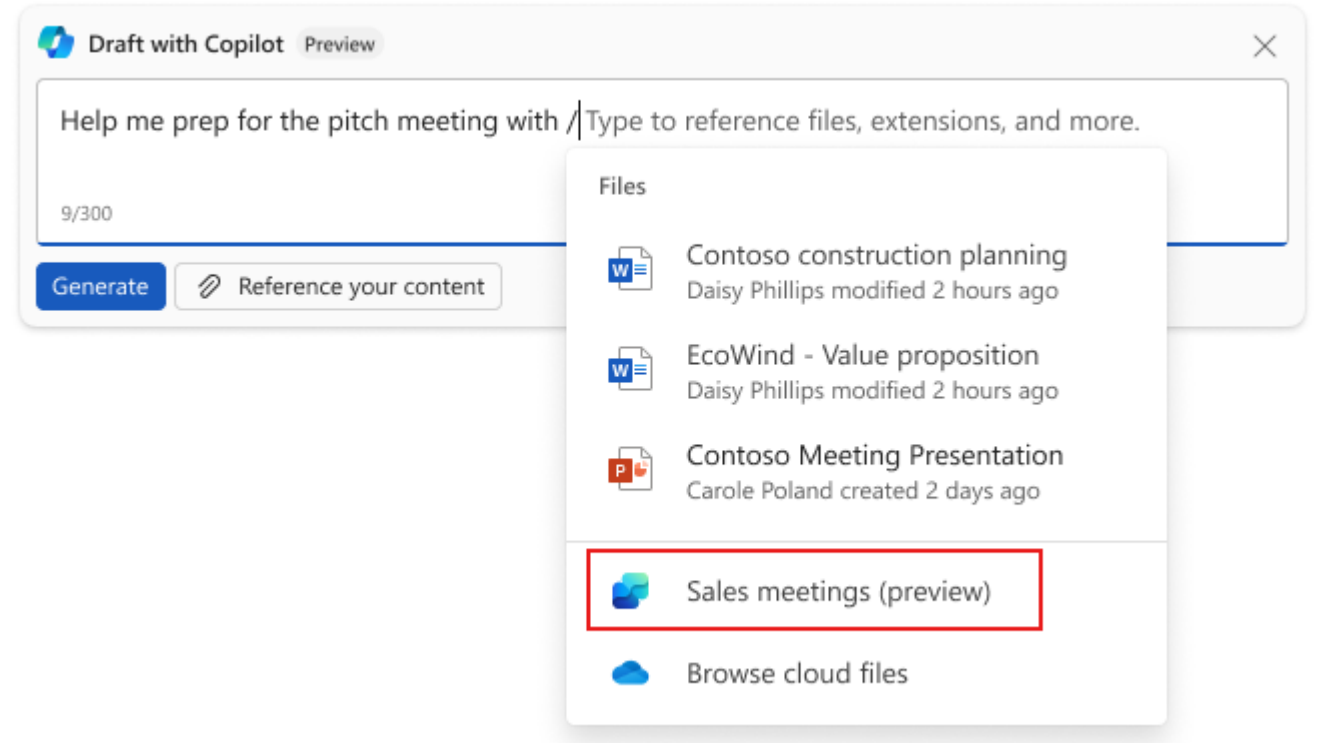 Draft with Copilot Preview
Help me prep for the pitch meeting with / Type to reference files, extensions, and more.
9/300
Generate
Reference your content
Files
Contoso construction planning
Daisy Phillips modified 2 hours ago
EcoWind - Value proposition
Daisy Phillips modified 2 hours ago
Contoso Meeting Presentation
Carole Poland created 2 days ago
Sales meetings (preview)
Browse cloud files